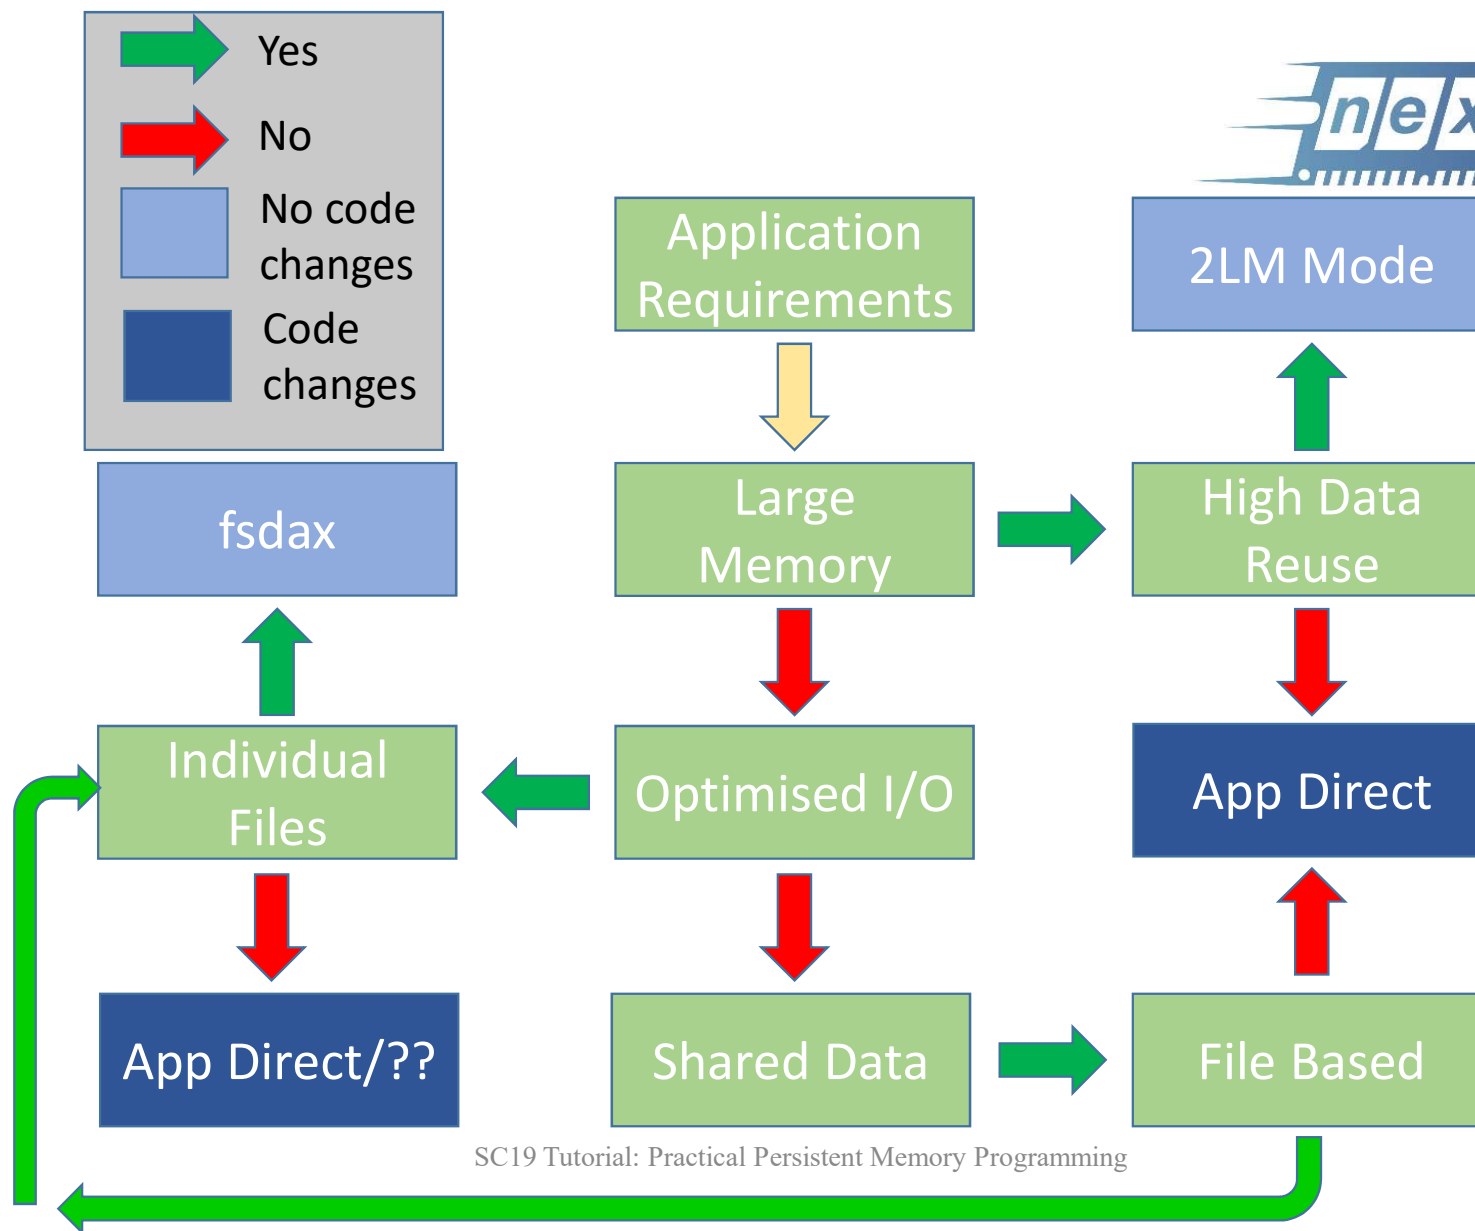 Yes
No
No code
changes
Code
changes
nex
Application
Requirements
2LM Mode
fsdax
Large
Memory
High Data
Reuse
Individual
Files
Optimised I/O
App Direct
App Direct/??
Shared Data
File Based
SC19 Tutorial: Practical Persistent Memory Programming